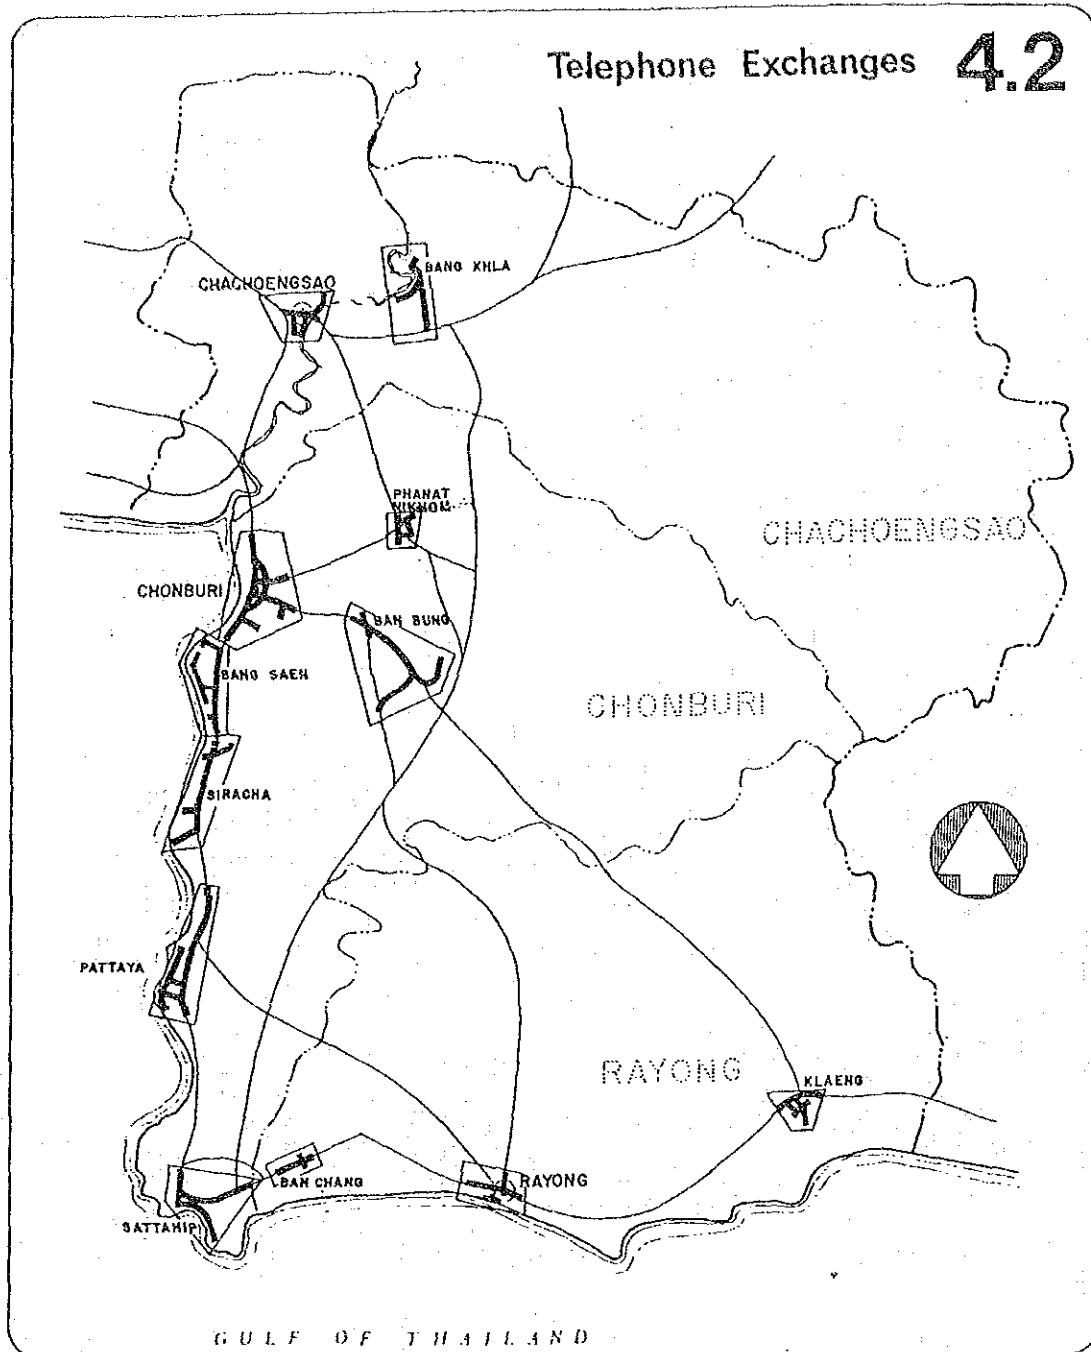 Telephone Exchanges 4.2
BANG KHLA
CHACHOENGSAO
PHANAT
NIKHOM
CHACHOENGSAO
CHONBURI
BAN BUNG
BANG SAEN
CHONBURI
SIRACHA
PATTAYA
RAYONG
KLAENG
BAN CHANG
RAYONG
SATTAHIP
GULF OF THAILAND